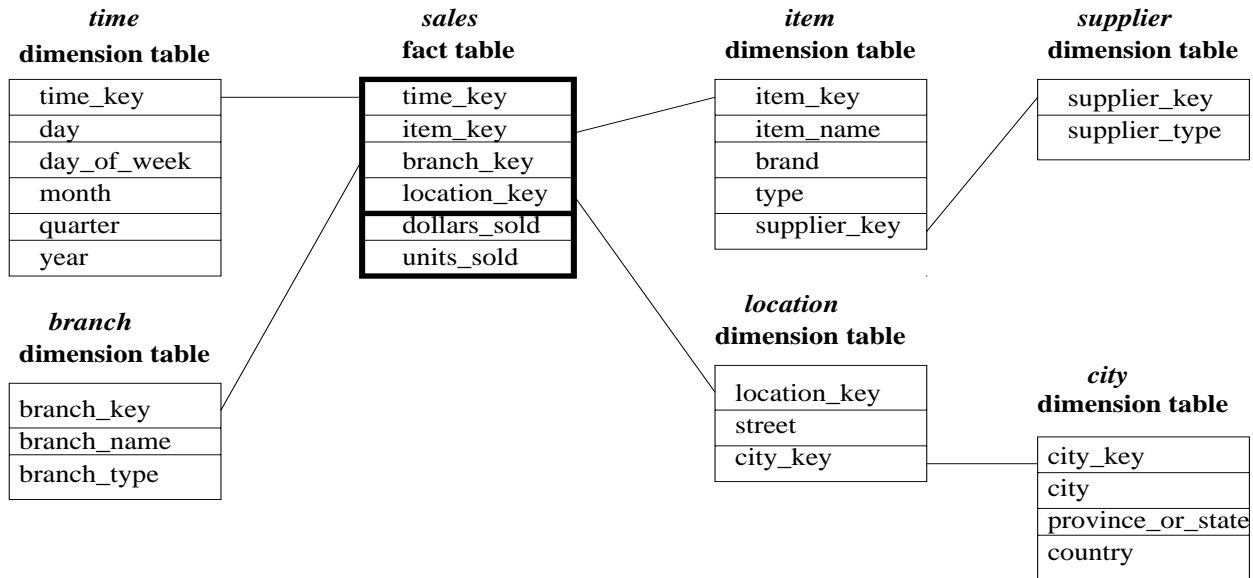 time
dimension table
time_key
day
day_of_week
month
quarter
year
sales
fact table
time_key
item_key
branch_key
location_key
dollars_sold
units_sold
item
dimension table
item_key
item_name
brand
type
supplier_key
supplier
dimension table
supplier_key
supplier_type
branch
dimension table
branch_key
branch_name
branch_type
location
dimension table
location_key
street
city_key
city
dimension table
city_key
city
province_or_state
country